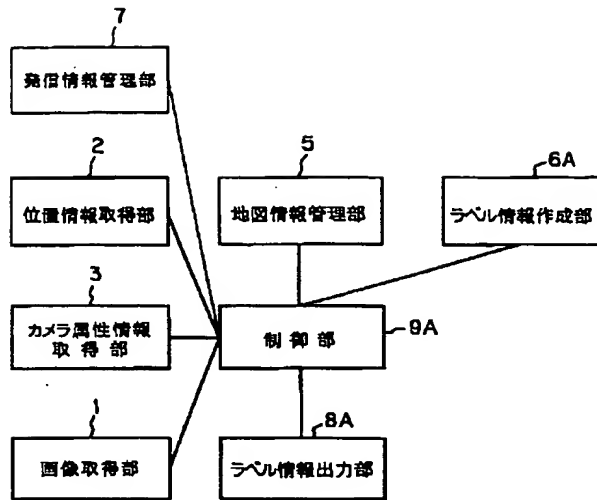 7
発信情報管理部
2
位置情報取得部
5
地図情報管理部
6A
ラベル情報作成部
3
カメラ属性情報
取得部
制御部
9A
1
画像取得部
8A
ラベル情報出力部